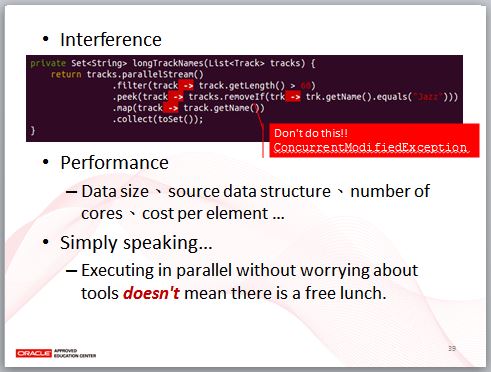 • Interference
private Set<String> longTrackNames(List<Track> tracks) {
return tracks.parallelStream()
.filter(track -> track.getLength() > 60)
.peek(track -> tracks.removeIf(trk -> trk.getName().equals("Jazz")))
.map(track -> track.getName())
.collect(toSet());
}
Don't do this!!
ConcurrentModifiedException
• Performance
– Data size、source data structure、number of
cores、cost per element ...
• Simply speaking...
– Executing in parallel without worrying about
tools doesn't mean there is a free lunch.
ORACLE APPROVED
EDUCATION CENTER
39